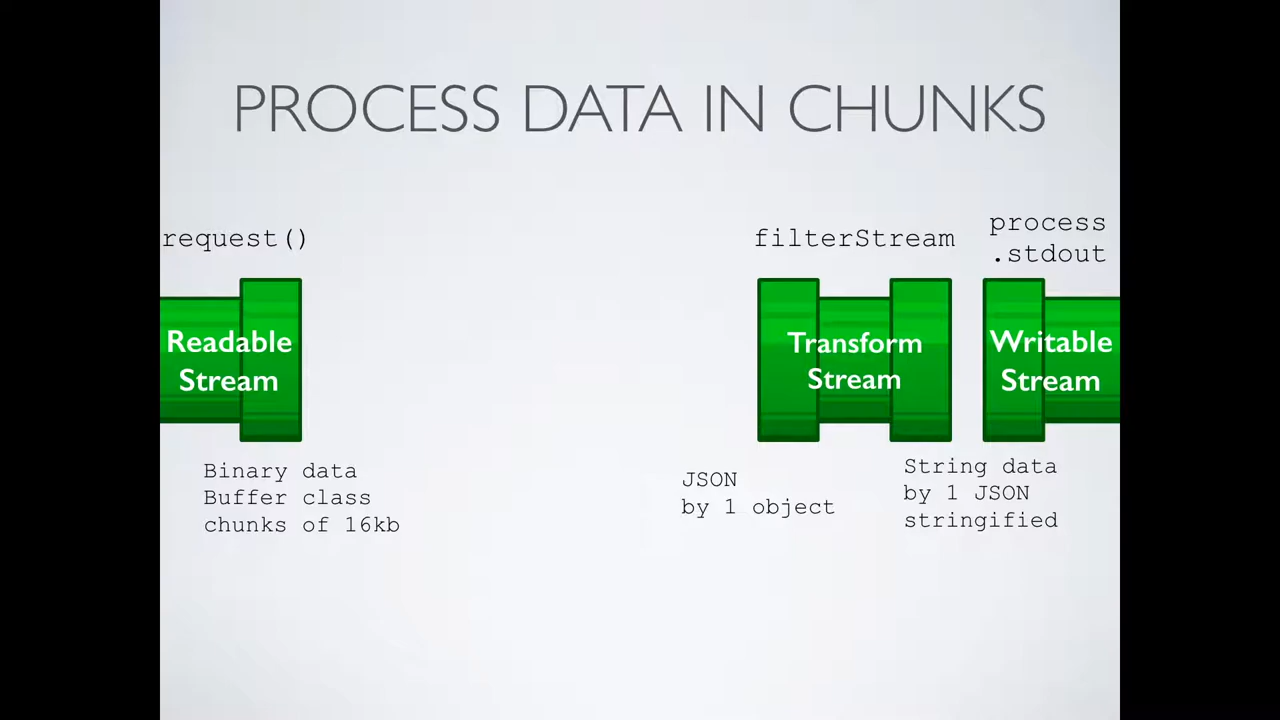 PROCESS DATA IN CHUNKS
request()
filterStream
process
.stdout
Readable
Stream
Transform
Stream
Writable
Stream
Binary data
Buffer class
chunks of 16kb
JSON
by 1 object
String data
by 1 JSON
stringified